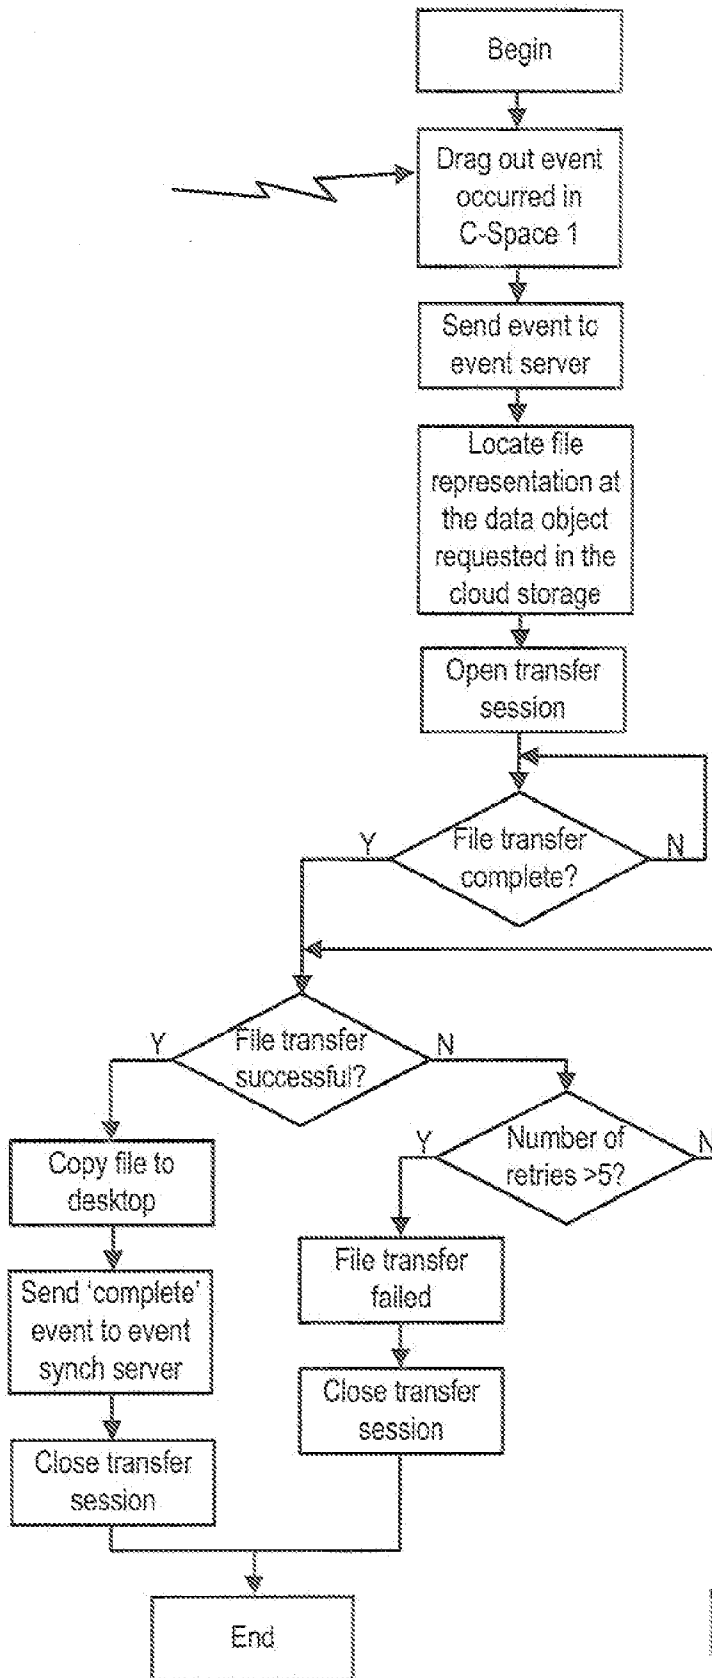 Begin
Drag out event
occurred in
C-Space 1
Send event to
event server
Locate file
representation at
the data object
requested in the
cloud storage
Open transfer
session
Y
File transfer
complete?
N
Y
File transfer
successful?
N
Y
Number of
retries >5?
N
Copy file to
desktop
File transfer
failed
Send ‘complete’
event to event
synch server
Close transfer
session
Close transfer
session
End